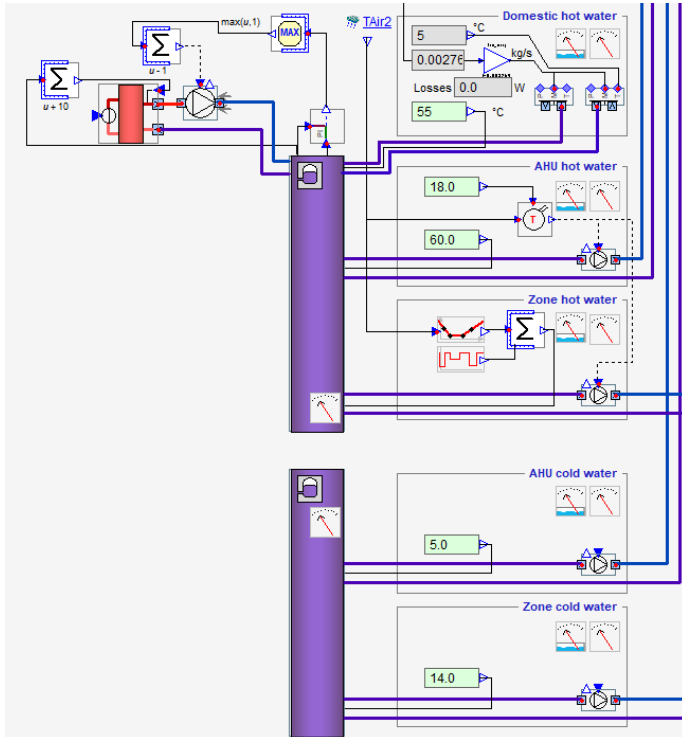 max(u,1)
MAX
TAir2
Domestic hot water
Σ
u - 1
5
°C
0.00276
kg/s
Σ
u + 10
Losses 0.0 W
55
°C
P M T
P M T
PI
AHU hot water
18.0
T
60.0
Zone hot water
Σ
AHU cold water
5.0
Zone cold water
14.0